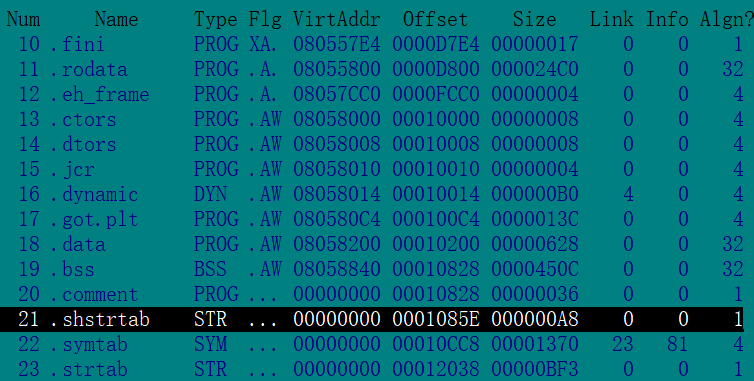 Num Name Type Flg VirtAddr Offset Size Link Info Algn?
10 .fini PROG XA. 080557E4 0000D7E4 00000017 0 0 1
11 .rodata PROG .A. 08055800 0000D800 000024C0 0 0 32
12 .eh_frame PROG .A. 08057CC0 0000FCC0 00000004 0 0 4
13 .ctors PROG .AW 08058000 00010000 00000008 0 0 4
14 .dtors PROG .AW 08058008 00010008 00000008 0 0 4
15 .jcr PROG .AW 08058010 00010010 00000004 0 0 4
16 .dynamic DYN .AW 08058014 00010014 000000B0 4 0 4
17 .got.plt PROG .AW 080580C4 000100C4 0000013C 0 0 4
18 .data PROG .AW 08058200 00010200 00000628 0 0 32
19 .bss BSS .AW 08058840 00010828 0000450C 0 0 32
20 .comment PROG ... 00000000 00010828 00000036 0 0 1
21 .shstrtab STR ... 00000000 0001085E 000000A8 0 0 1
22 .symtab SYM ... 00000000 00010CC8 00001370 23 81 4
23 .strtab STR ... 00000000 00012038 00000BF3 0 0 1